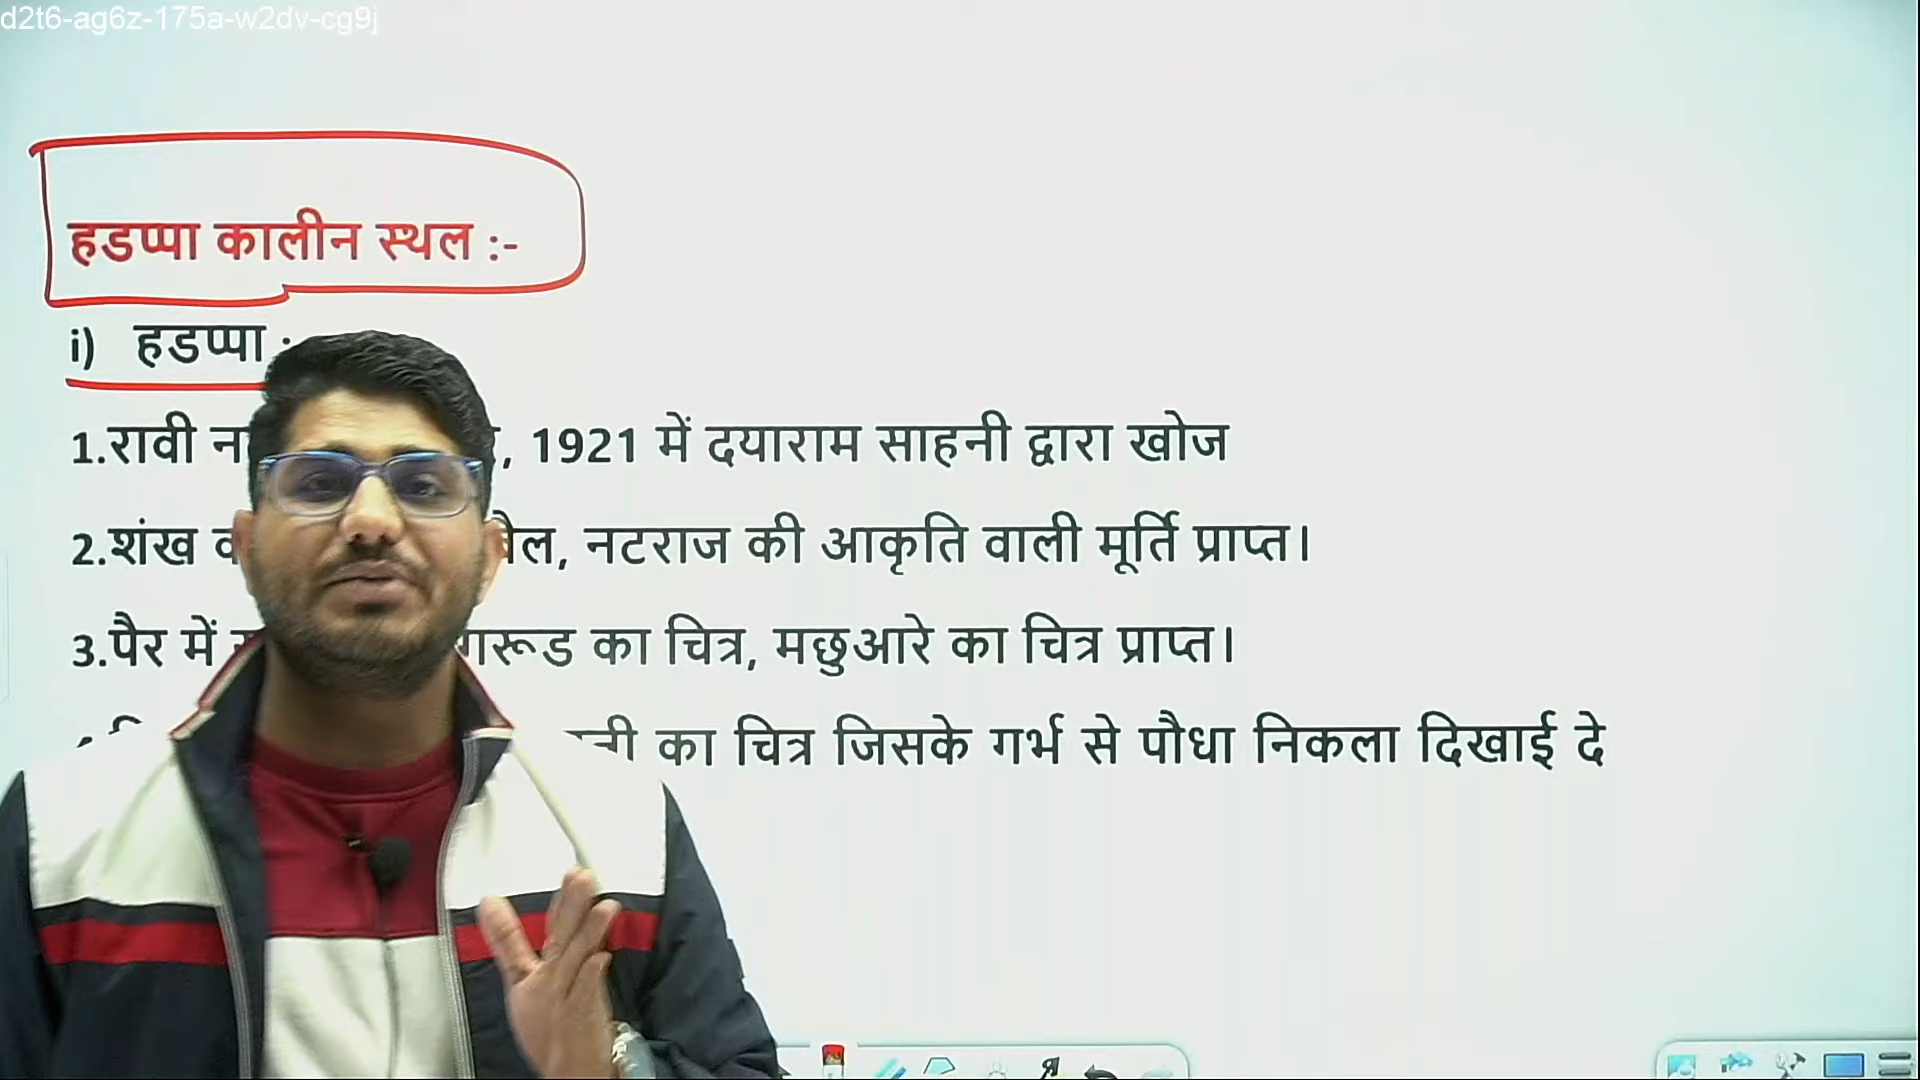 d2t6-ag6z-175a-w2dv-cg9j
हडप्पा कालीन स्थल :-
i) हडप्पा :
1.रावी , 1921 में दयाराम साहनी द्वारा खोज
2.शंख नटराज की आकृति वाली मूर्ति प्राप्त।
3.पैर में गरूड का चित्र, मछुआरे का चित्र प्राप्त।
का चित्र जिसके गर्भ से पौधा निकला दिखाई दे